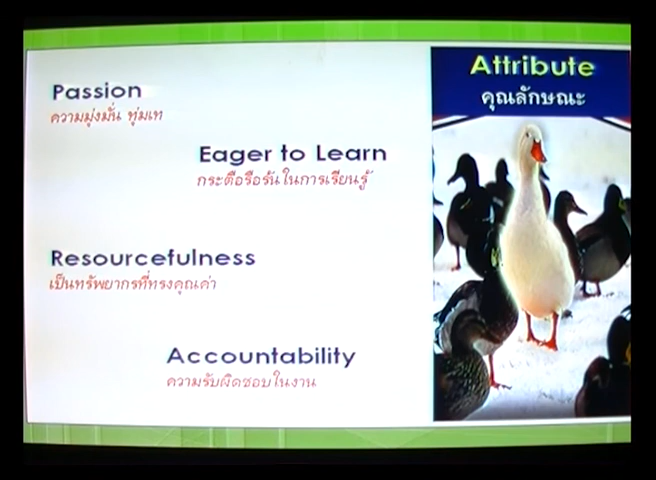 Attribute
คุณลักษณะ
Passion
ความมุ่งมั่น ทุ่มเท
Eager to Learn
กระตือรือร้นในการเรียนรู้
Resourcefulness
เป็นทรัพยากรที่ทรงคุณค่า
Accountability
ความรับผิดชอบในงาน